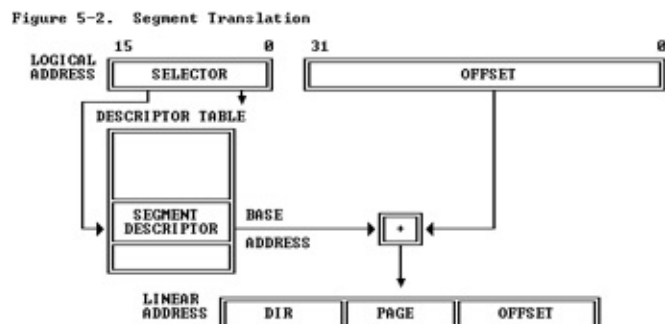 Figure 5-2. Segment Translation
15 0 31 0
LOGICAL
ADDRESS
SELECTOR
OFFSET
DESCRIPTOR TABLE
SEGMENT
DESCRIPTOR
BASE
ADDRESS
+
LINEAR
ADDRESS
DIR
PAGE
OFFSET